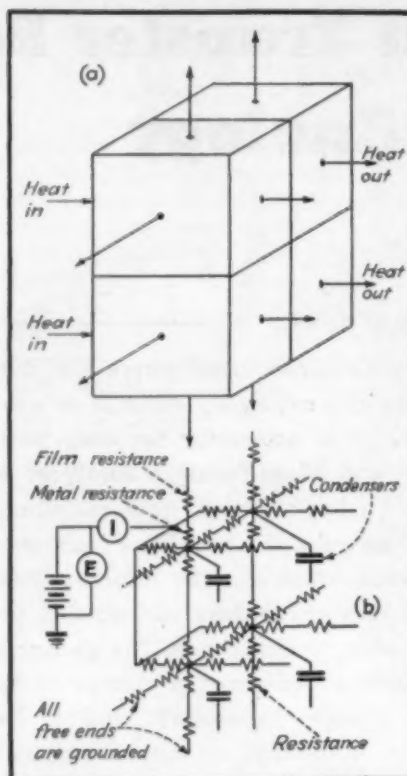 (a)
Heat
in
Heat
out
Heat
in
Heat
out
Film resistance
Metal resistance
Condensers
I
E
(b)
All
free ends
are grounded
Resistance